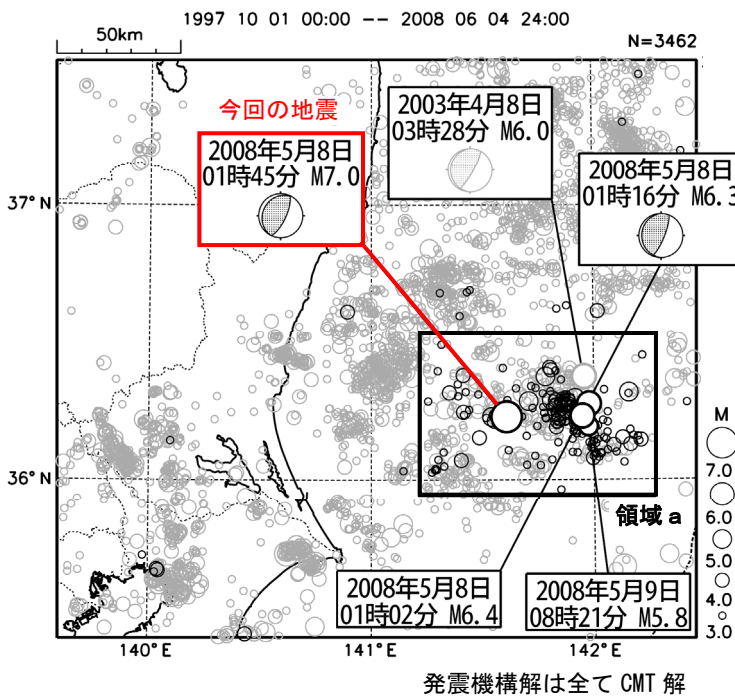 1997 10 01 00:00 -- 2008 06 04 24:00
50km
N=3462
今回の地震
2008年5月8日
01時45分 M7.0
2003年4月8日
03時28分 M6.0
2008年5月8日
01時16分 M6.3
37°N
36°N
領域a
M
7.0
6.0
5.0
4.0
3.0
2008年5月8日
01時02分 M6.4
2008年5月9日
08時21分 M5.8
140°E
141°E
142°E
発震機構解は全て CMT 解